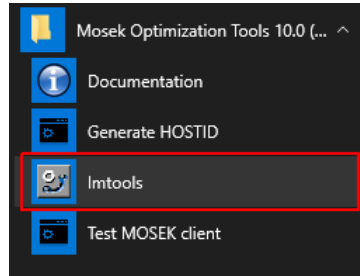 Mosek Optimization Tools 10.0 (...
Documentation
Generate HOSTID
lmtools
Test MOSEK client